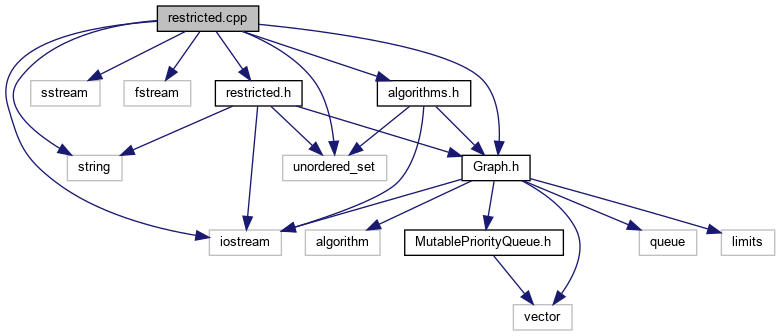 restricted.cpp
sstream
fstream
restricted.h
algorithms.h
string
unordered_set
Graph.h
iostream
algorithm
MutablePriorityQueue.h
queue
limits
vector